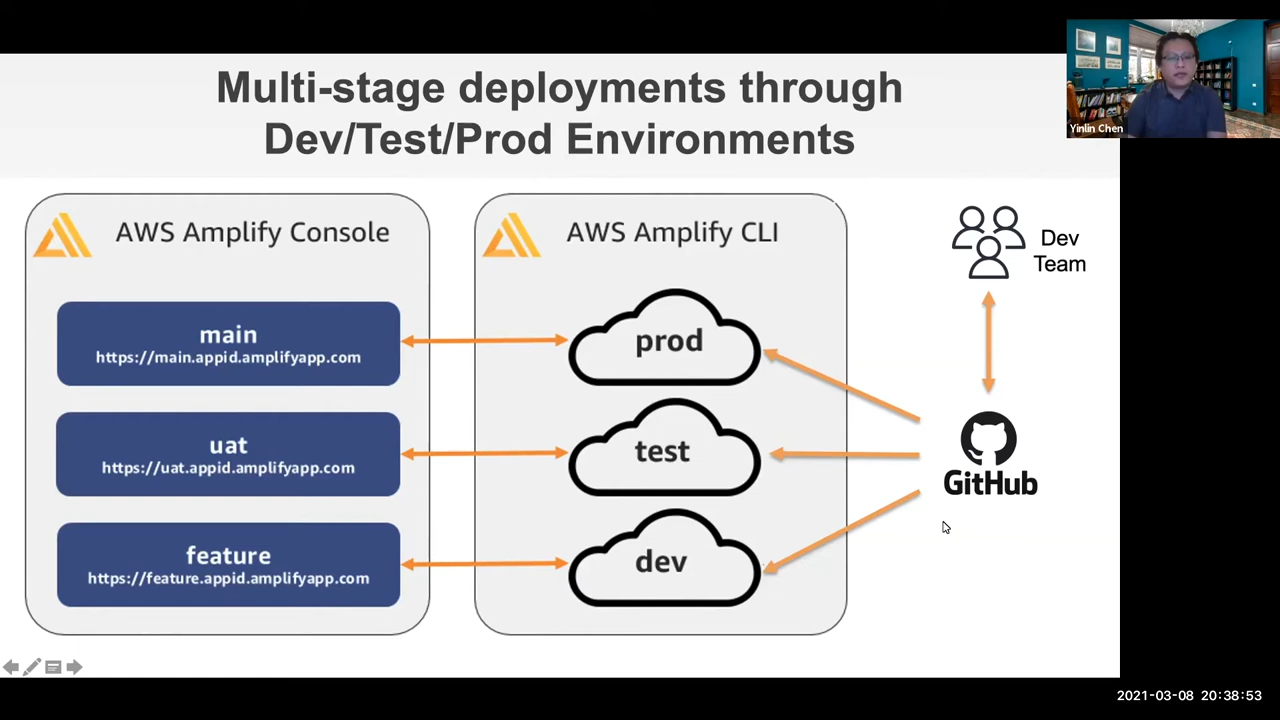 Multi-stage deployments through
Dev/Test/Prod Environments
Yinlin Chen
AWS Amplify Console
main
https://main.appid.amplifyapp.com
uat
https://uat.appid.amplifyapp.com
feature
https://feature.appid.amplifyapp.com
AWS Amplify CLI
prod
test
dev
Dev
Team
GitHub
2021-03-08 20:38:53